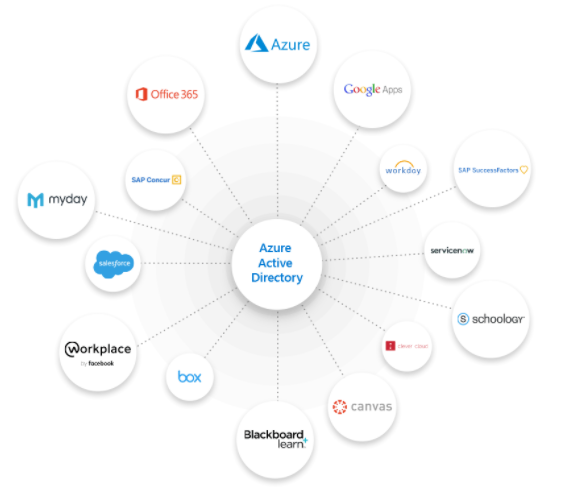 Azure
Office 365
Google Apps
SAP Concur C
workday
SAP SuccessFactors
myday
Azure
Active
Directory
salesforce
servicenow
S schoology
Workplace
by facebook
box
canvas
Blackboard
learn